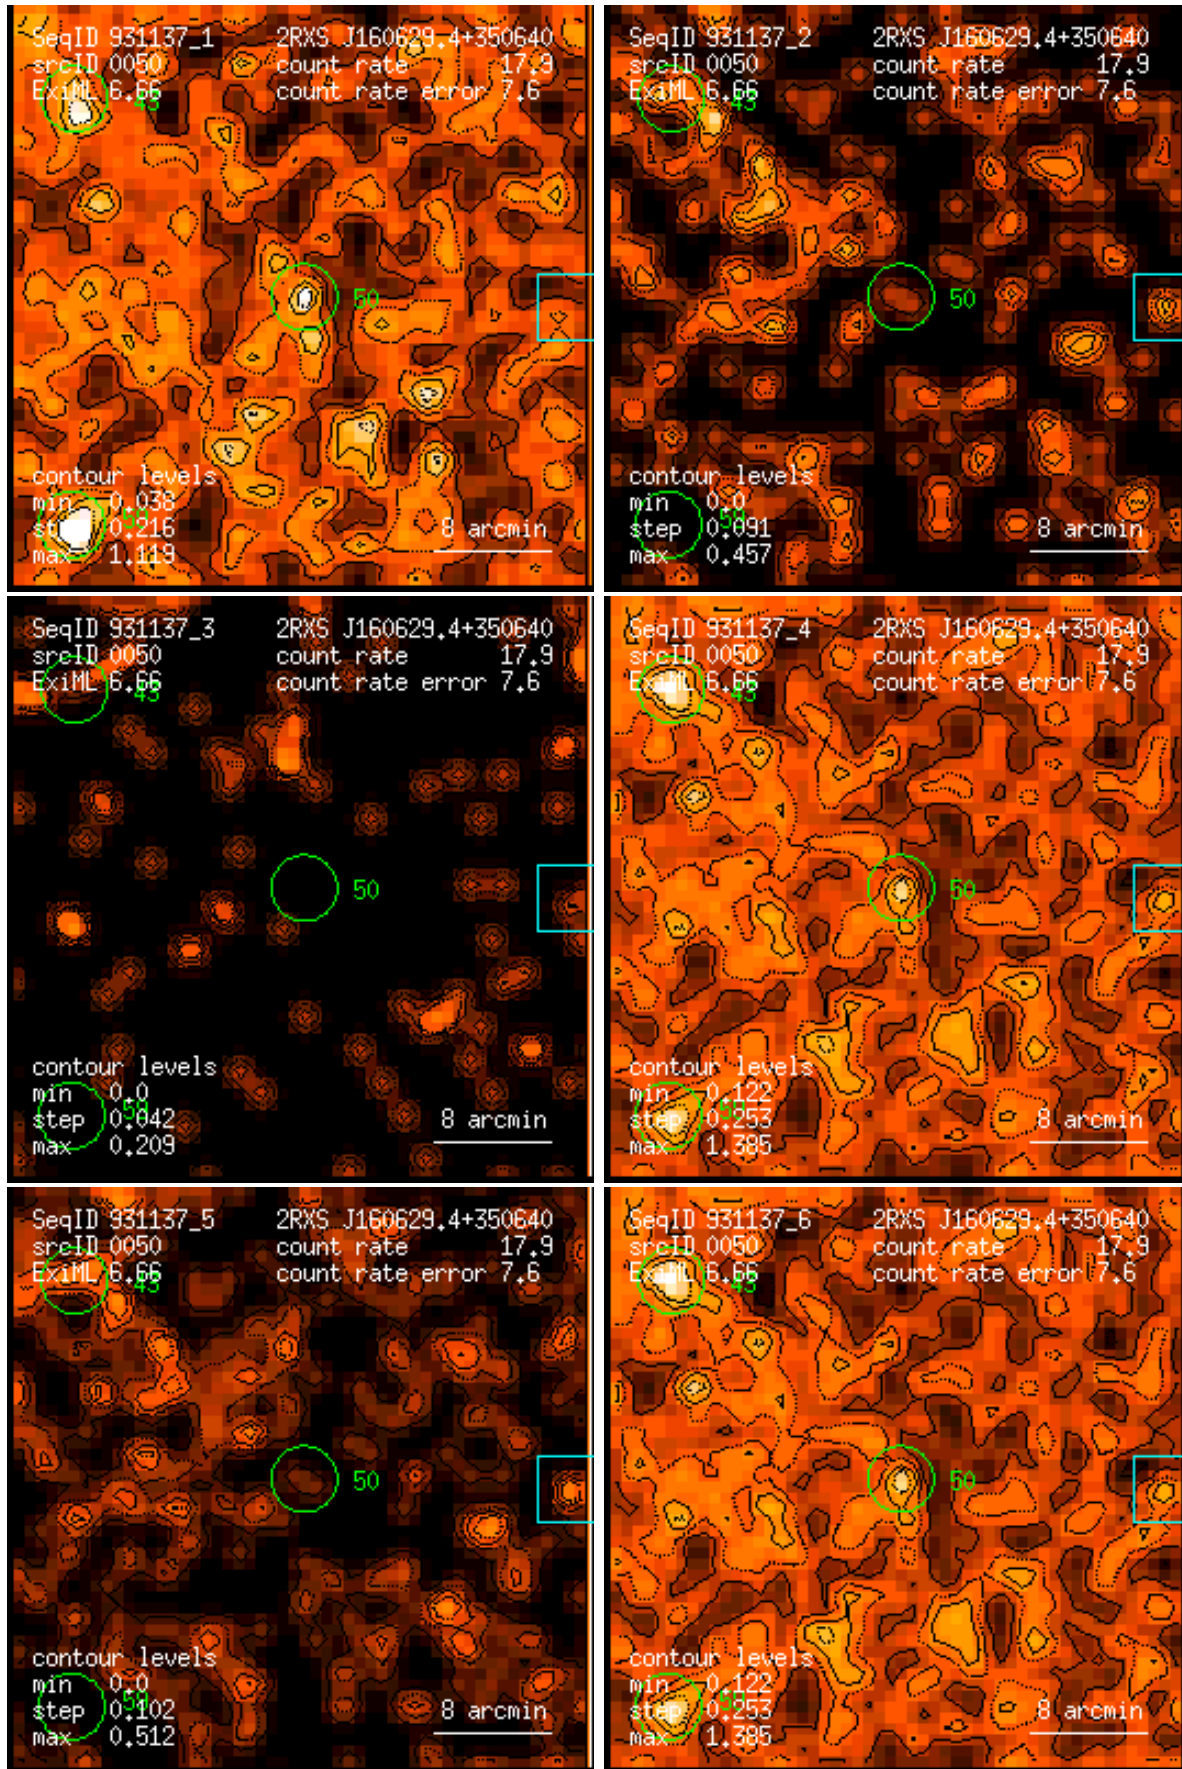 SeqID 931137_1 2RXS J160629.4+350640
srcID 0050 count rate 17.9
ExiML 6.66 count rate error 7.6
43
50
contour levels
min 0.038
step 0.216
max 1.119
8 arcmin
SeqID 931137_2 2RXS J160629.4+350640
srcID 0050 count rate 17.9
ExiML 6.66 count rate error 7.6
43
50
contour levels
min 0.0
step 0.091
max 0.457
8 arcmin
SeqID 931137_3 2RXS J160629.4+350640
srcID 0050 count rate 17.9
ExiML 6.66 count rate error 7.6
43
50
contour levels
min 0.0
step 0.042
max 0.209
8 arcmin
SeqID 931137_4 2RXS J160629.4+350640
srcID 0050 count rate 17.9
ExiML 6.66 count rate error 7.6
43
50
contour levels
min 0.122
step 0.253
max 1.385
8 arcmin
SeqID 931137_5 2RXS J160629.4+350640
srcID 0050 count rate 17.9
ExiML 6.66 count rate error 7.6
43
50
contour levels
min 0.0
step 0.102
max 0.512
8 arcmin
SeqID 931137_6 2RXS J160629.4+350640
srcID 0050 count rate 17.9
ExiML 6.66 count rate error 7.6
43
50
contour levels
min 0.122
step 0.253
max 1.385
8 arcmin